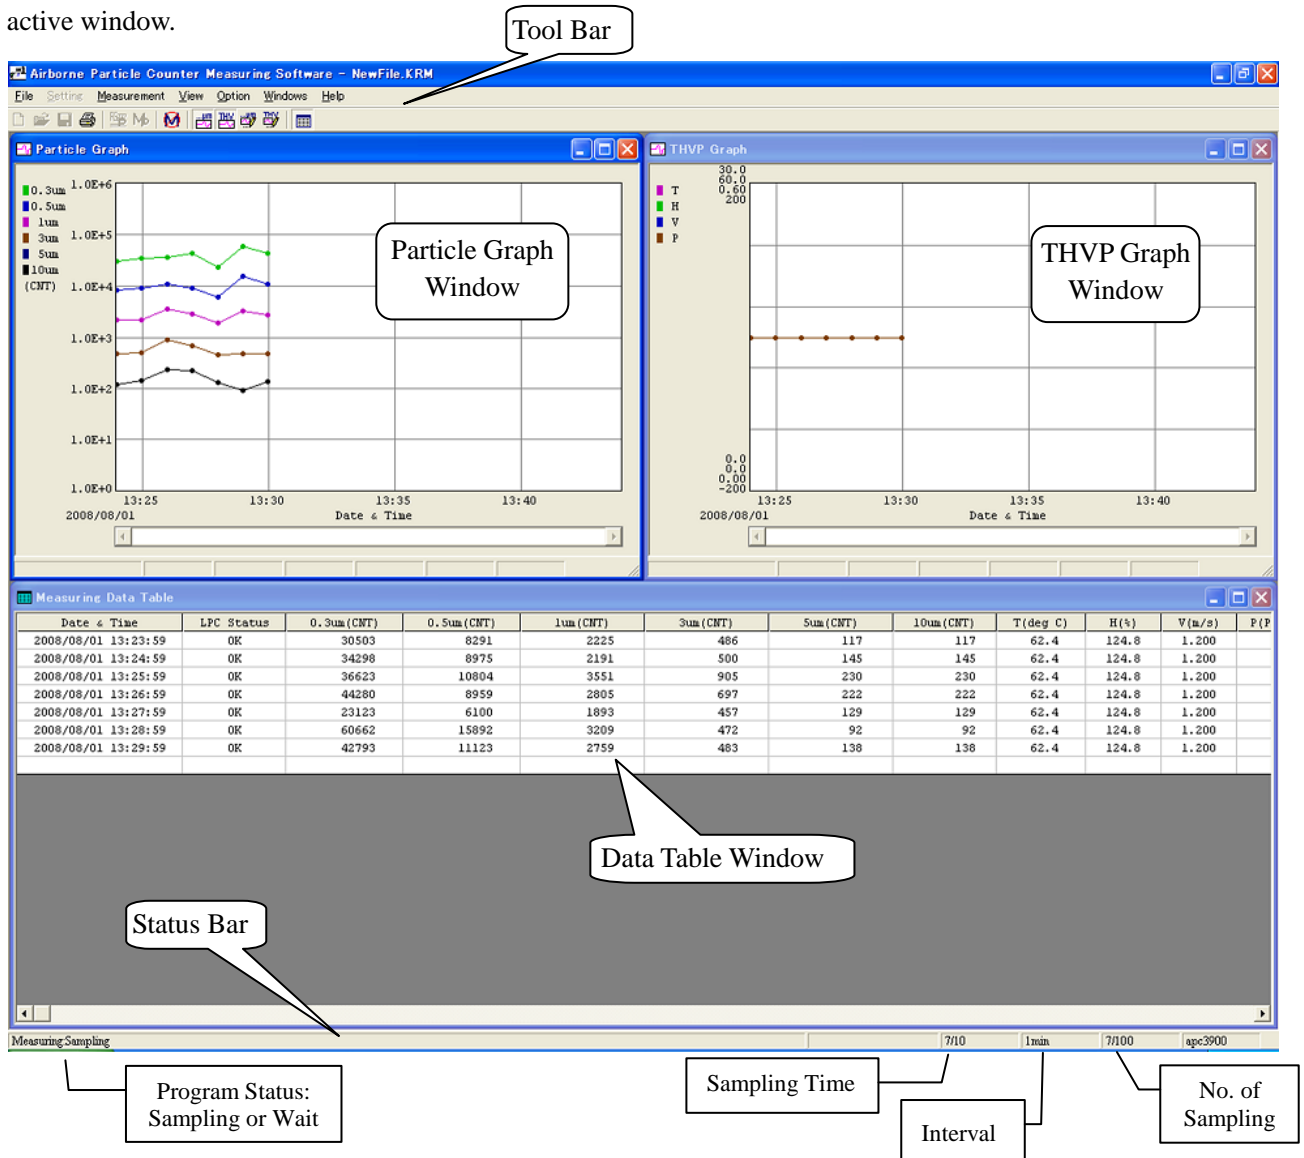 active window.
Tool Bar
Airborne Particle Counter Measuring Software - NewFile.KRM
File Setting Measurement View Option Windows Help
Particle Graph
0.3um
0.5um
1um
3um
5um
10um
(CNT)
1.0E+6
1.0E+5
1.0E+4
1.0E+3
1.0E+2
1.0E+1
1.0E+0
Particle Graph
Window
13:25 13:30 13:35 13:40
2008/08/01 Date & Time
THVP Graph
T
H
V
P
30.0
60.0
0.60
200
THVP Graph
Window
0.0
0.0
0.00
-200
13:25 13:30 13:35 13:40
2008/08/01 Date & Time
Measuring Data Table
Date & Time LPC Status 0.3um(CNT) 0.5um(CNT) 1um(CNT) 3um(CNT) 5um(CNT) 10um(CNT) T(deg C) H(%) V(m/s) P(P
2008/08/01 13:23:59 OK 30503 8291 2225 486 117 117 62.4 124.8 1.200
2008/08/01 13:24:59 OK 34298 8975 2191 500 145 145 62.4 124.8 1.200
2008/08/01 13:25:59 OK 36623 10804 3551 905 230 230 62.4 124.8 1.200
2008/08/01 13:26:59 OK 44280 8959 2805 697 222 222 62.4 124.8 1.200
2008/08/01 13:27:59 OK 23123 6100 1893 457 129 129 62.4 124.8 1.200
2008/08/01 13:28:59 OK 60662 15892 3209 472 92 92 62.4 124.8 1.200
2008/08/01 13:29:59 OK 42793 11123 2759 483 138 138 62.4 124.8 1.200
Data Table Window
Status Bar
Measuring:Sampling 7/10 1min 7/100 apc3900
Program Status:
Sampling or Wait
Sampling Time
Interval
No. of
Sampling